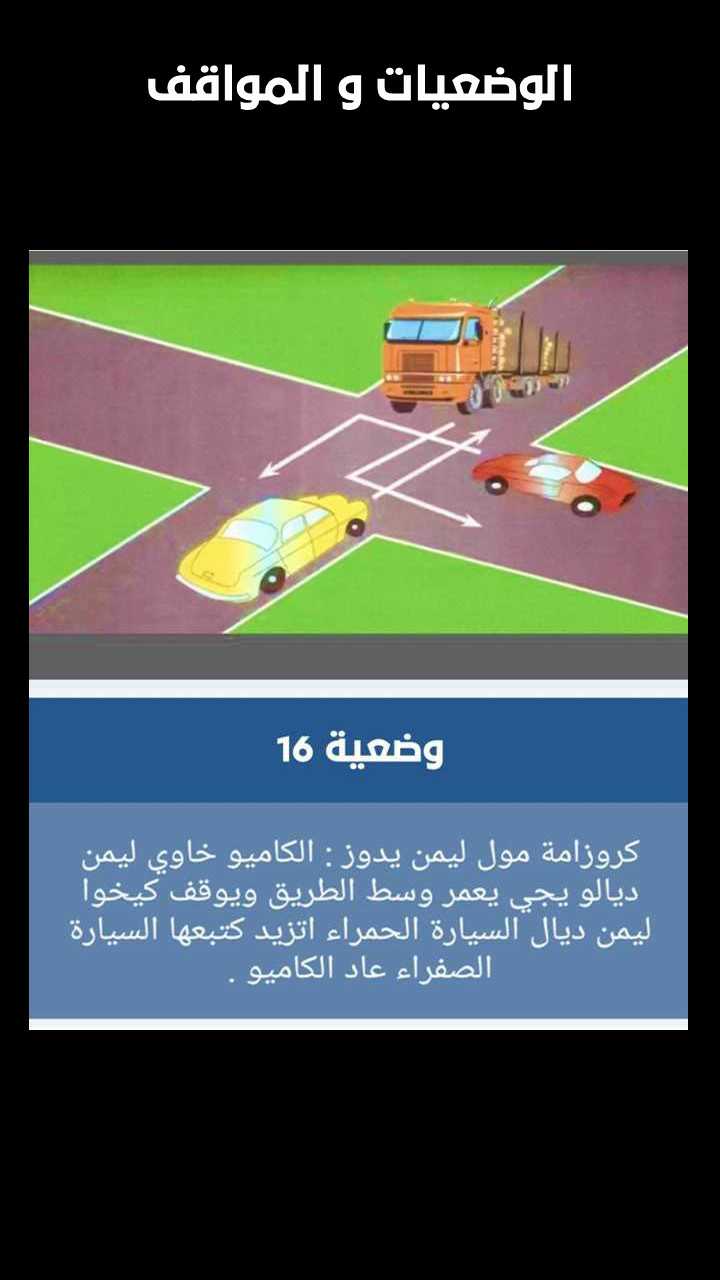 الوضعيات و المواقف
وضعية 16
كروزامة مول ليمن يدوز : الكاميو خاوي ليمن
ديالو يجي يعمر وسط الطريق ويوقف كيخوا
ليمن ديال السيارة الحمراء اتزيد كتبعها السيارة
الصفراء عاد الكاميو .